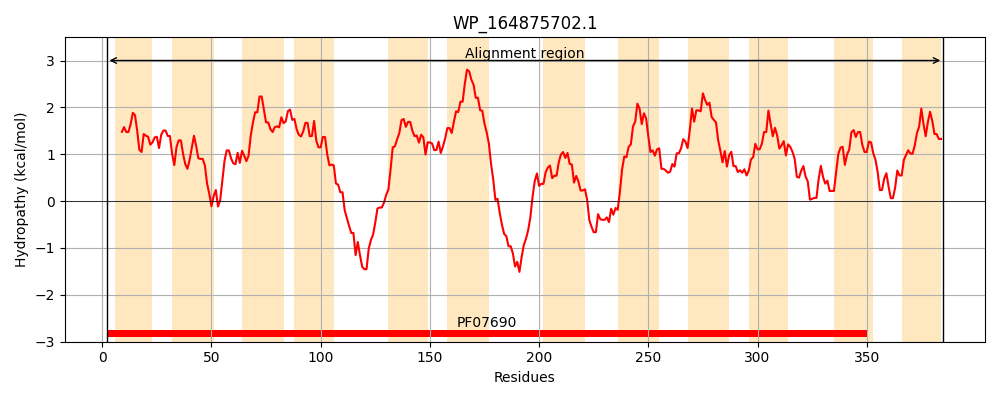 WP_164875702.1
Alignment region
3
2
1
0
−1
−2
−3
Hydropathy (kcal/mol)
PF07690
0 50 100 150 200 250 300 350
Residues